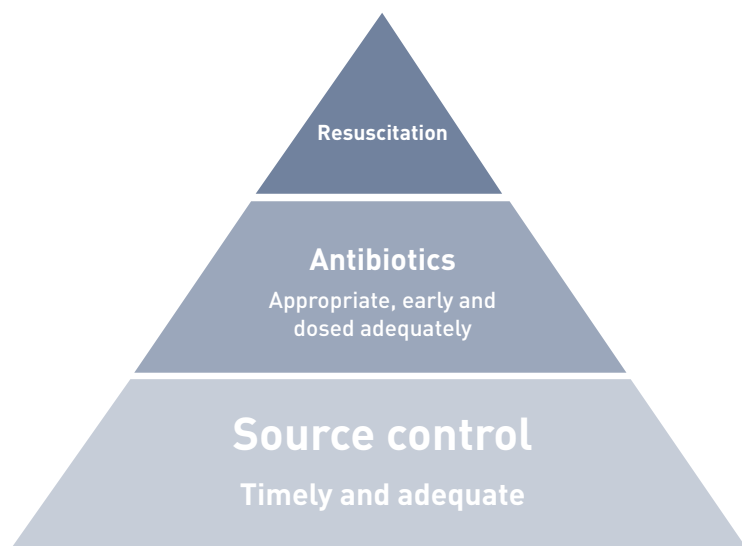 Resuscitation
Antibiotics
Appropriate, early and
dosed adequately
Source control
Timely and adequate